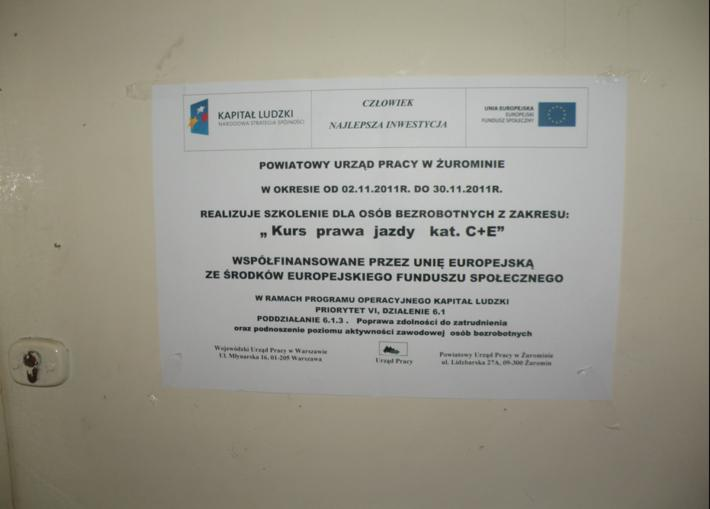 KAPITAŁ LUDZKI
NARODOWA STRATEGIA SPÓJNOŚCI
CZŁOWIEK
NAJLEPSZA INWESTYCJA
UNIA EUROPEJSKA
EUROPEJSKI
FUNDUSZ SPOŁECZNY
POWIATOWY URZĄD PRACY W ŻUROMINIE
W OKRESIE OD 02.11.2011R. DO 30.11.2011R.
REALIZUJE SZKOLENIE DLA OSÓB BEZROBOTNYCH Z ZAKRESU:
„ Kurs prawa jazdy kat. C+E”
WSPÓŁFINANSOWANE PRZEZ UNIĘ EUROPEJSKĄ
ZE ŚRODKÓW EUROPEJSKIEGO FUNDUSZU SPOŁECZNEGO
W RAMACH PROGRAMU OPERACYJNEGO KAPITAŁ LUDZKI
PRIORYTET VI, DZIAŁENIE 6.1
PODDZIAŁANIE 6.1.3 . Poprawa zdolności do zatrudnienia
oraz podnoszenie poziomu aktywności zawodowej osób bezrobotnych
Wojewódzki Urząd Pracy w Warszawie
Ul. Młynarska 16, 01-205 Warszawa
Urząd Pracy
Powiatowy Urząd Pracy w Żurominie
ul. Lidzbarska 27A, 09-300 Żuromin